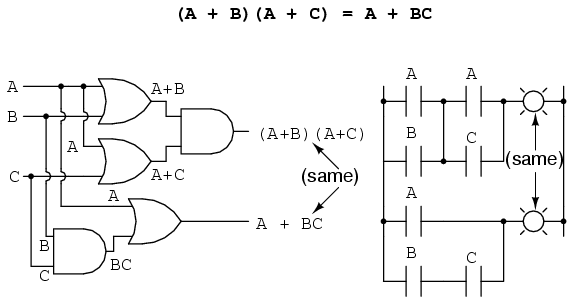 (A + B)(A + C) = A + BC
A
B
C
A+B
A
A+C
(A+B)(A+C)
(same)
A
A + BC
B
C
BC
A
A
B
C
(same)
A
B
C